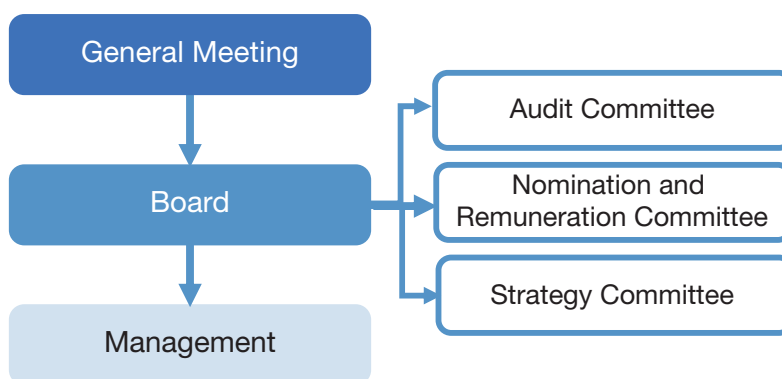 General Meeting
Board
Management
Audit Committee
Nomination and
Remuneration Committee
Strategy Committee